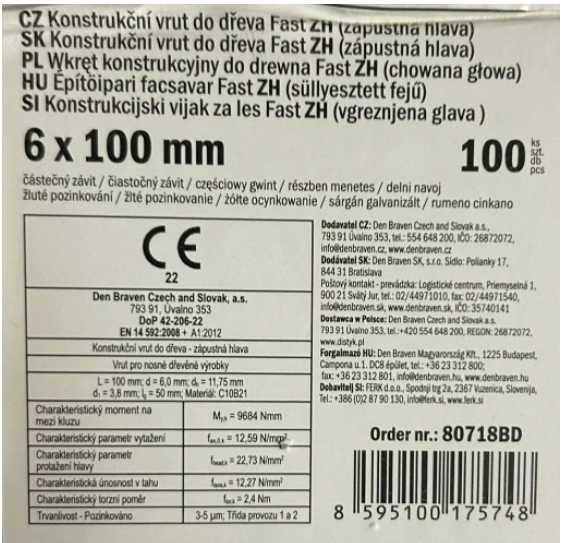 CZ Konstrukční vrut do dřeva Fast ZH (zápustná hlava)
SK Konštrukční vrut do dřeva Fast ZH (zápustná hlava)
PL Wkręt konstrukcyjny do drewna Fast ZH (chowana głowa)
HU Építőipari facsavar Fast ZH (süllyesztett fejű)
SI Konstrukcijski vijak za les Fast ZH (vgreznjena glava )
6 x 100 mm
100 ks
szt.
db
pcs
částečný závit / čiastočný závit / częściowy gwint / részben menetes / delni navoj
žluté pozinkování / žlté pozinkovanie / żółte ocynkowanie / sárgán galvanizált / rumeno cinkano
CE
22
Den Braven Czech and Slovak, a.s.
793 91, Úvalno 353
DoP 42-206-22
EN 14 592:2008 + A1:2012
Konstrukční vrut do dřeva - zápustná hlava
Vrut pro nosné dřevěné výrobky
L = 100 mm; d = 6,0 mm; dₕ = 11,75 mm
d₁ = 3,8 mm; lg = 50 mm; Materiál: C10B21
Charakteristický moment na
mezi kluzu
My,k = 9684 Nmm
Charakteristický parametr vytažení
fax,k = 12,59 N/mm²
Charakteristický parametr
protažení hlavy
fhead,k = 22,73 N/mm²
Charakteristická únosnost v tahu
ftens,k = 12,27 N/mm²
Charakteristický torzní poměr
ftor,k = 2,4 Nm
Trvanlivost - Pozinkováno
3-5 µm; Třída provozu 1 a 2
Dodavatel CZ: Den Braven Czech and Slovak a.s.,
793 91 Úvalno 353, tel.: 554 648 200, IČO: 26872072,
info@denbraven.cz, www.denbraven.cz
Dodávateľ SK: Den Braven SK, s.r.o. Sídlo: Polianky 17,
844 31 Bratislava
Poštový kontakt - prevádzka: Logistické centrum, Priemyselná 1,
900 21 Svätý Jur, tel.: 02/44971010, fax: 02/44971540,
info@denbraven.sk, www.denbraven.sk, IČO: 35740141
Dostawca w Polsce: Den Braven Czech and Slovak a.s.
793 91 Úvalno 353, tel.:+420 554 648 200, REGON: 26872072,
www.distyk.pl
Forgalmazó HU: Den Braven Magyarország Kft., 1225 Budapest,
Campona u.1. DC8 épület, tel.: +36 23 312 800;
fax: +36 23 312 801, info@denbraven.hu, www.denbraven.hu
Dobavitelj SI: FERK d.o.o., Spodnji trg 2a, 2367 Vuzenica, Slovenija,
Tel.: +386 (0)2 87 90 130, info@ferk.si, www.ferk.si
Order nr.: 80718BD
8 595100 175748